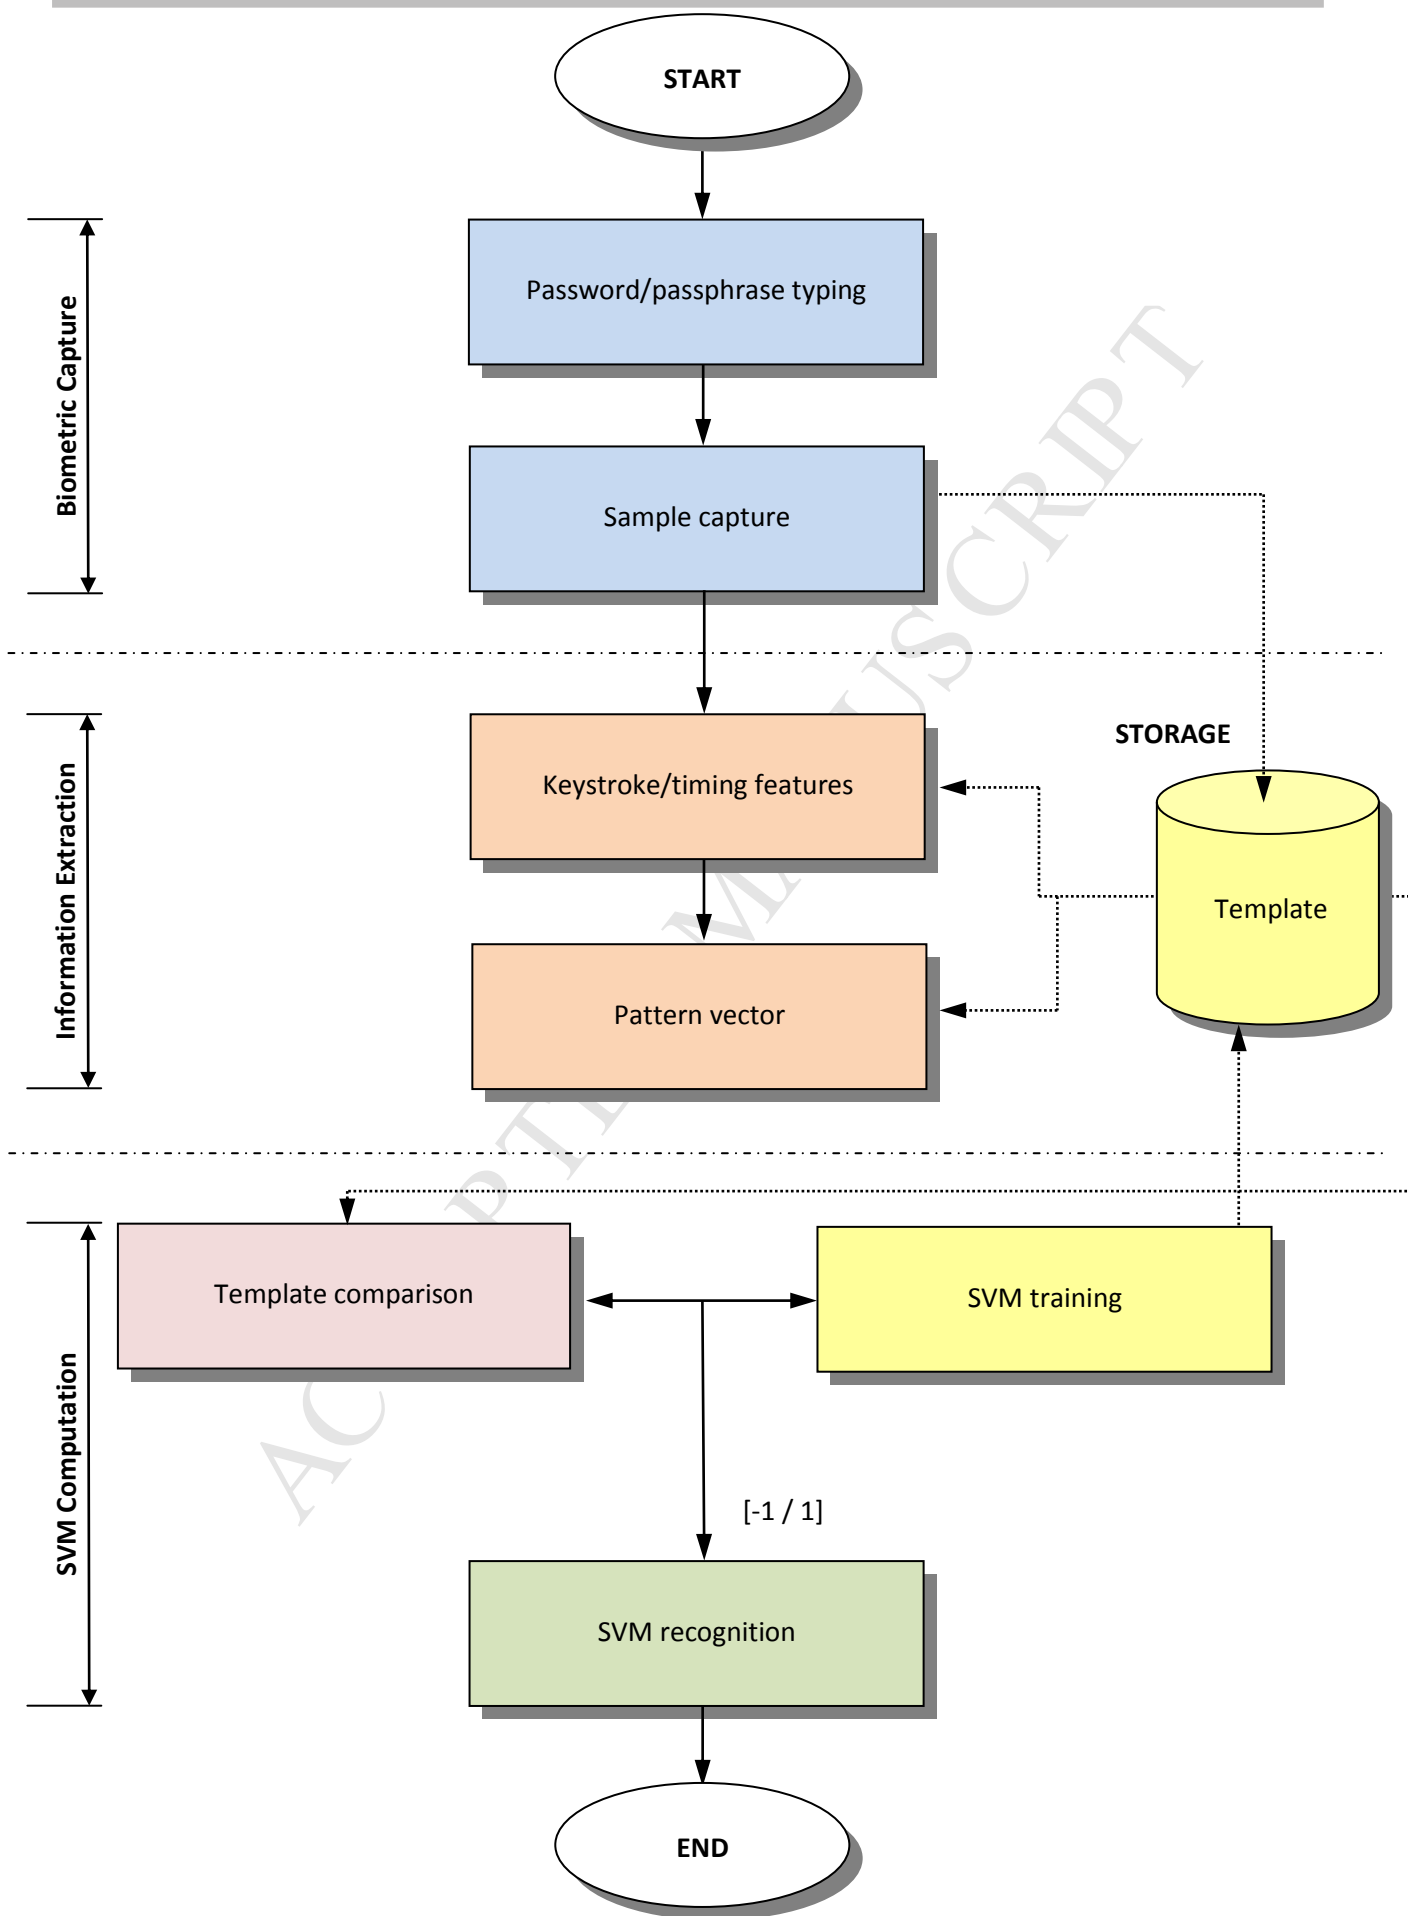 START
Biometric Capture
Password/passphrase typing
Sample capture
Information Extraction
Keystroke/timing features
STORAGE
Template
Pattern vector
SVM Computation
Template comparison
SVM training
[-1 / 1]
SVM recognition
END